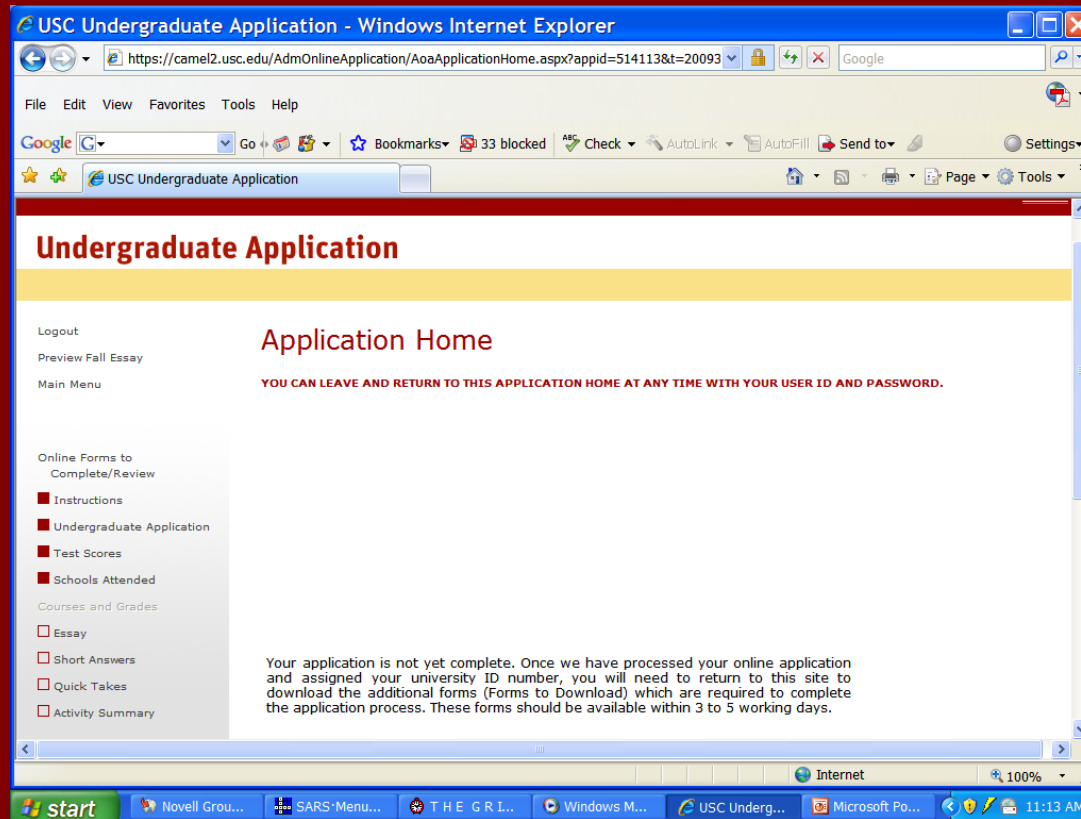 USC Undergraduate Application - Windows Internet Explorer
https://camel2.usc.edu/AdmOnlineApplication/AoaApplicationHome.aspx?appid=514113&t=20093
Google
File Edit View Favorites Tools Help
Google G Go Bookmarks 33 blocked ABC Check AutoLink AutoFill Send to Settings
USC Undergraduate Application Page Tools
Undergraduate Application
Logout
Preview Fall Essay
Main Menu
Application Home
YOU CAN LEAVE AND RETURN TO THIS APPLICATION HOME AT ANY TIME WITH YOUR USER ID AND PASSWORD.
Online Forms to
Complete/Review
Instructions
Undergraduate Application
Test Scores
Schools Attended
Courses and Grades
Essay
Short Answers
Quick Takes
Activity Summary
Your application is not yet complete. Once we have processed your online application
and assigned your university ID number, you will need to return to this site to
download the additional forms (Forms to Download) which are required to complete
the application process. These forms should be available within 3 to 5 working days.
Internet 100%
start Novell Grou... SARS·Menu... T H E G R I... Windows M... USC Underg... Microsoft Po... 11:13 AM